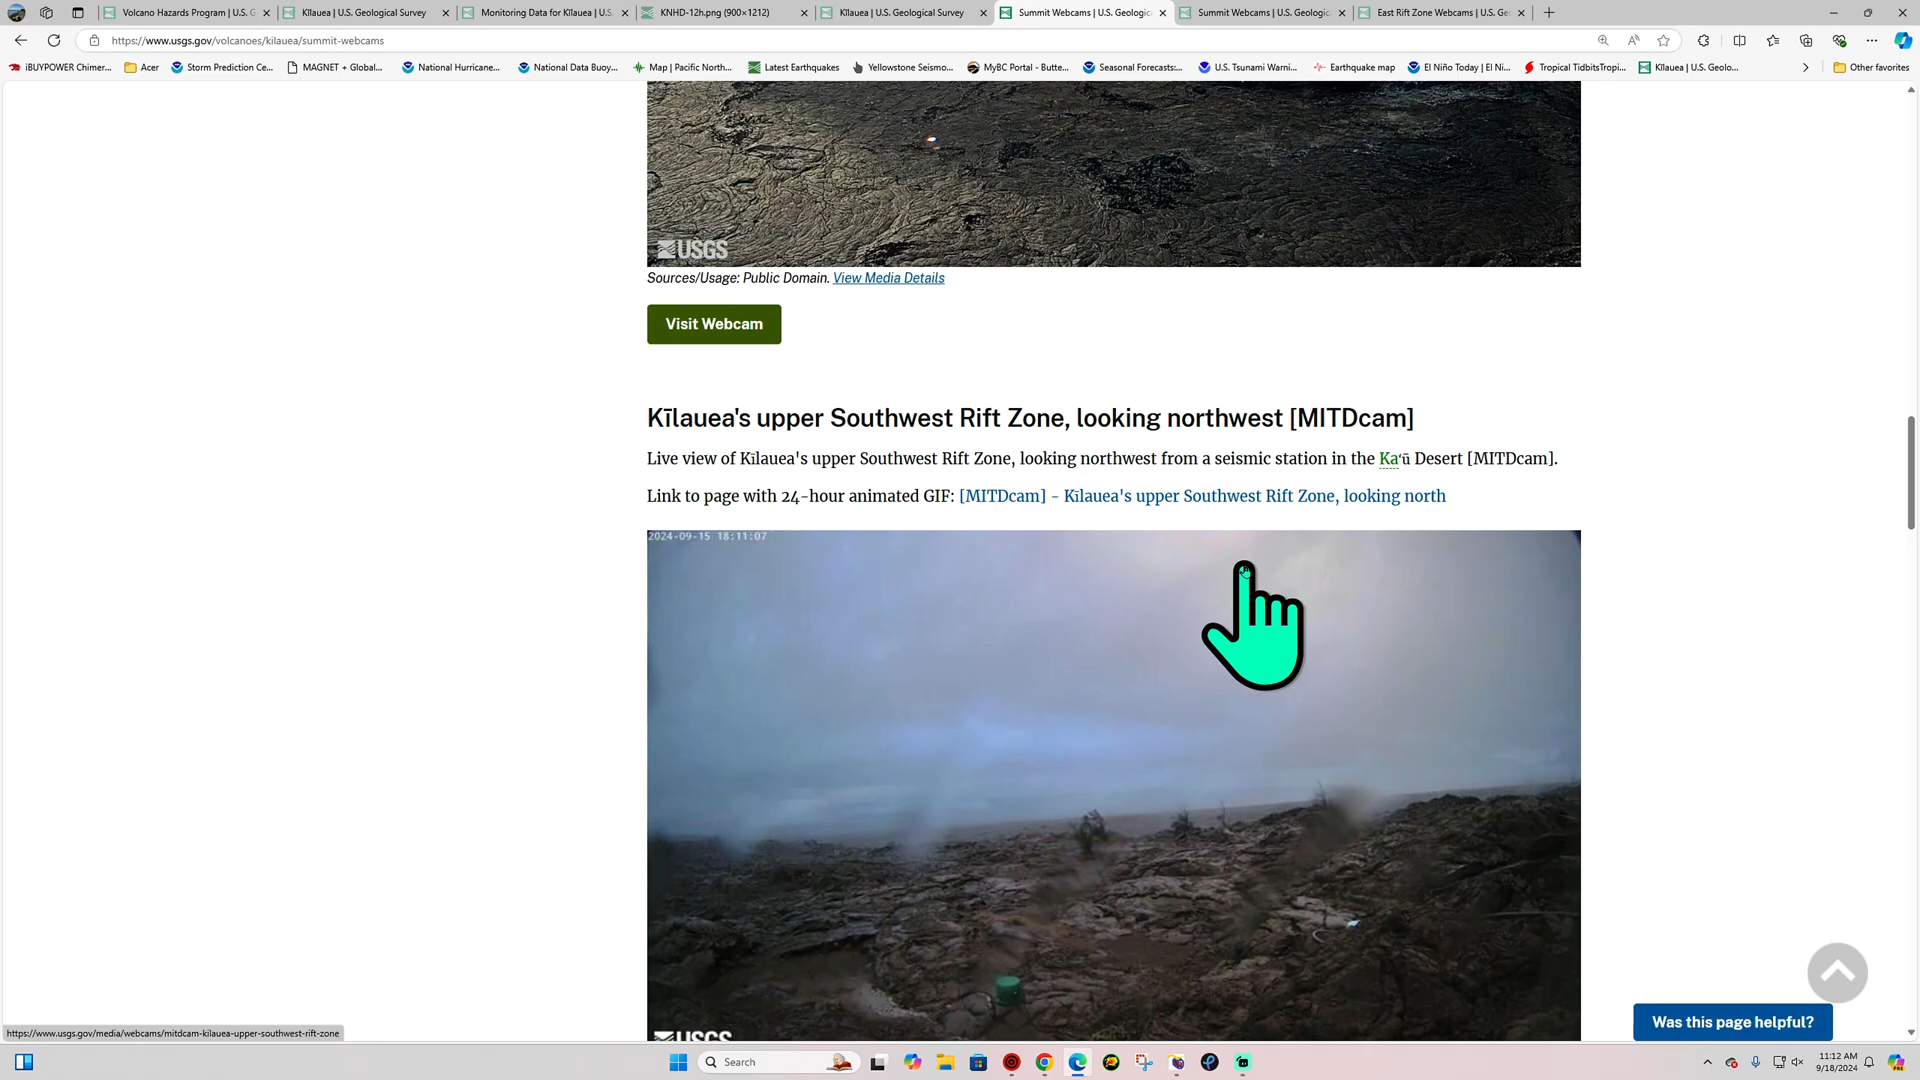 Volcano Hazards Program | U.S. G
Kīlauea | U.S. Geological Survey
Monitoring Data for Kīlauea | U.S.
KNHD-12h.png (900×1212)
Kīlauea | U.S. Geological Survey
Summit Webcams | U.S. Geologic
Summit Webcams | U.S. Geologic
East Rift Zone Webcams | U.S. Ge
https://www.usgs.gov/volcanoes/kilauea/summit-webcams
iBUYPOWER Chimer...
Acer
Storm Prediction Ce...
MAGNET + Global...
National Hurricane...
National Data Buoy...
Map | Pacific North...
Latest Earthquakes
Yellowstone Seismo...
MyBC Portal - Butte...
Seasonal Forecasts:...
U.S. Tsunami Warni...
Earthquake map
El Niño Today | El Ni...
Tropical TidbitsTropi...
Kīlauea | U.S. Geolo...
Other favorites
USGS
Sources/Usage: Public Domain. View Media Details
Visit Webcam
Kīlauea's upper Southwest Rift Zone, looking northwest [MITDcam]
Live view of Kīlauea's upper Southwest Rift Zone, looking northwest from a seismic station in the Kaʻū Desert [MITDcam].
Link to page with 24-hour animated GIF: [MITDcam] - Kīlauea's upper Southwest Rift Zone, looking north
2024-09-15 18:11:07
USGS
Was this page helpful?
https://www.usgs.gov/media/webcams/mitdcam-kilauea-upper-southwest-rift-zone
Search
11:12 AM
9/18/2024